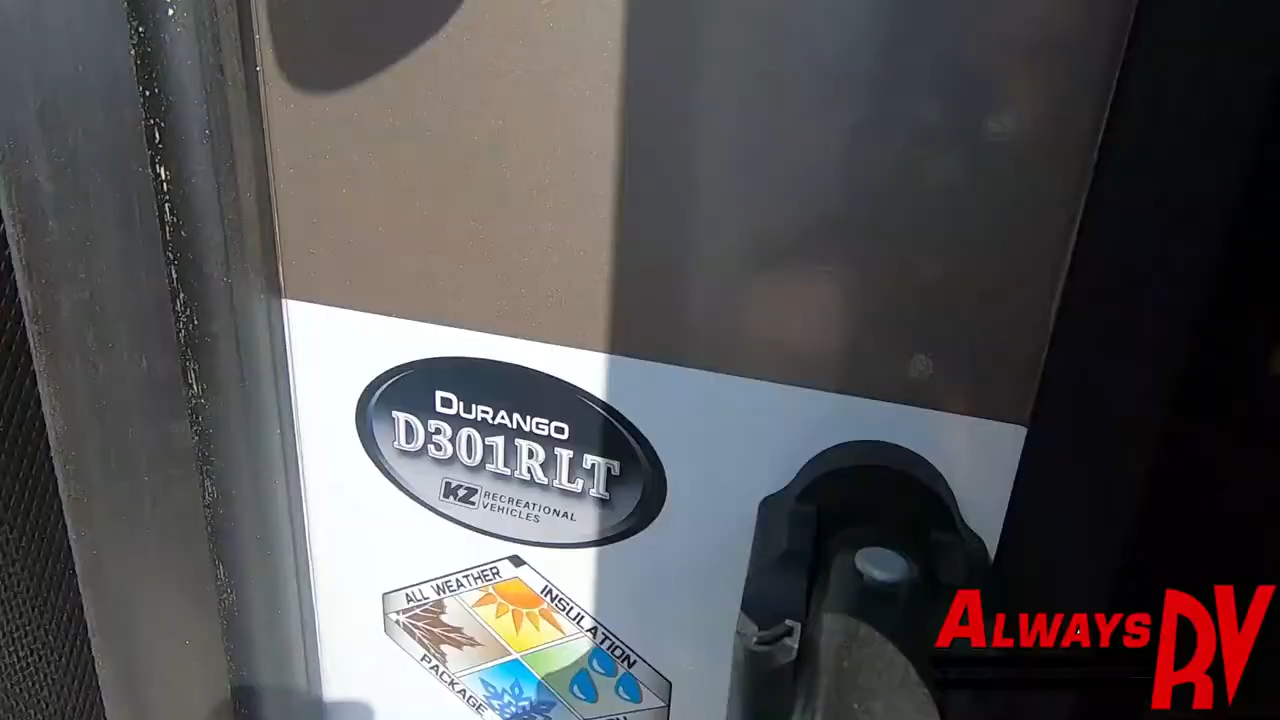 DURANGO
D301RLT
KZ RECREATIONAL
VEHICLES
ALL WEATHER
INSULATION
PACKAGE
ALWAYS RV